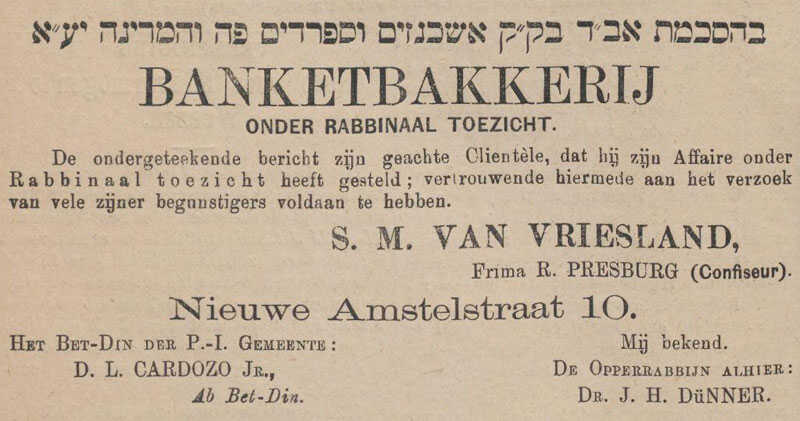 בהסכמת אב״ד בק״ק אשכנזים וספרדים פה והמדינה יע״א
BANKETBAKKERIJ
ONDER RABBINAAL TOEZICHT.
De ondergeteekende bericht zijn geachte Clientèle, dat hij zijn Affaire onder
Rabbinaal toezicht heeft gesteld; vertrouwende hiermede aan het verzoek
van vele zijner begunstigers voldaan te hebben.
S. M. VAN VRIESLAND,
Frima R. PRESBURG (Confiseur).
Nieuwe Amstelstraat 10.
HET BET-DIN DER P.-I. GEMEENTE:
D. L. CARDOZO JR.,
Ab Bet-Din.
Mij bekend.
DE OPPERRABBIJN ALHIER:
DR. J. H. DüNNER.